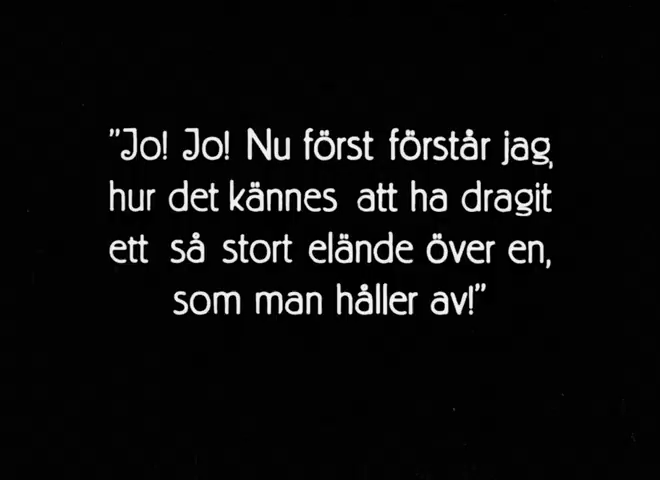 "Jo! Jo! Nu först förstår jag,
hur det kännes att ha dragit
ett så stort elände över en,
som man håller av!"